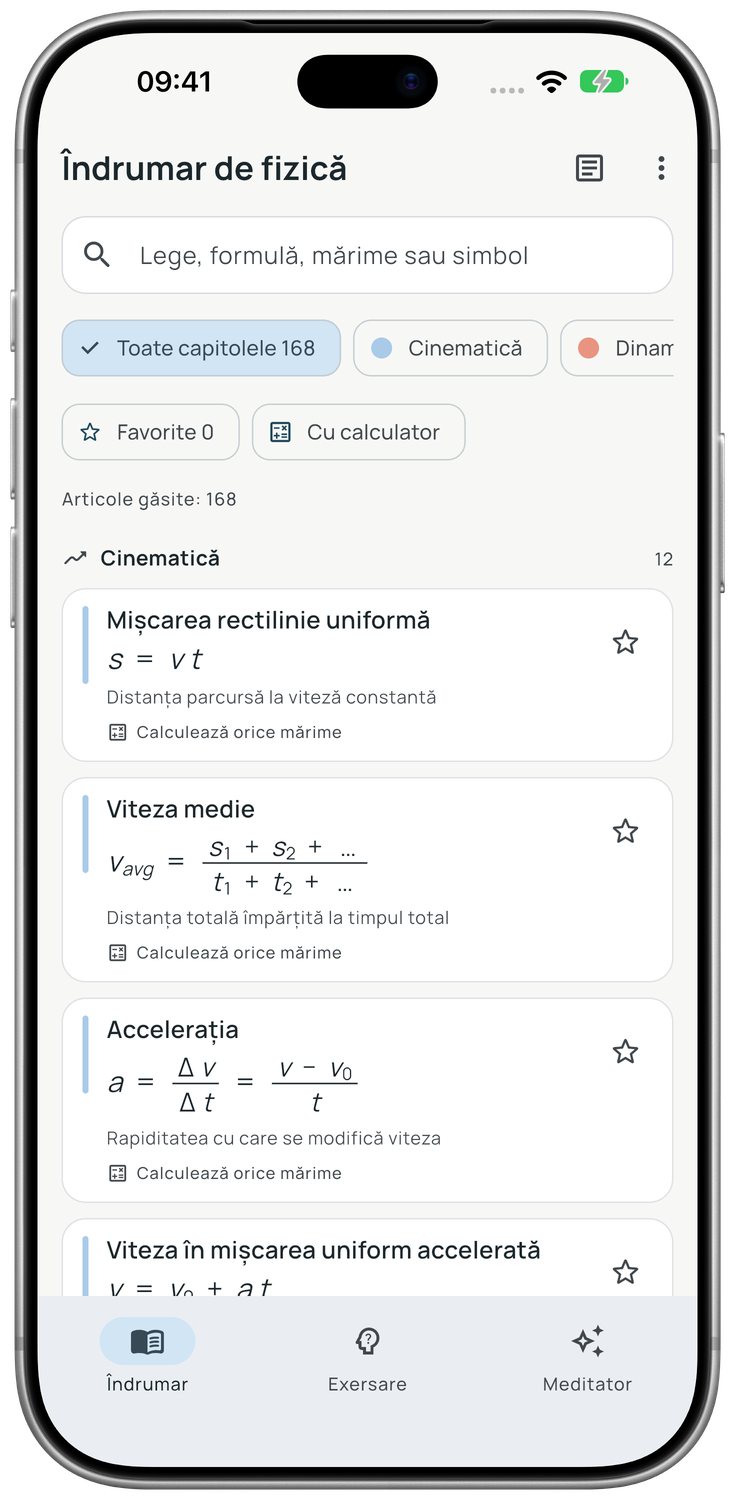 09:41
Îndrumar de fizică
Lege, formulă, mărime sau simbol
Toate capitolele 168
Cinematică
Dinam
Favorite 0
Cu calculator
Articole găsite: 168
Cinematică 12
Mișcarea rectilinie uniformă
s = v t
Distanța parcursă la viteză constantă
Calculează orice mărime
Viteza medie
v_avg = (s₁ + s₂ + …) / (t₁ + t₂ + …)
Distanța totală împărțită la timpul total
Calculează orice mărime
Accelerația
a = Δ v / Δ t = (v − v₀) / t
Rapiditatea cu care se modifică viteza
Calculează orice mărime
Viteza în mișcarea uniform accelerată
v = v₀ + a t
Îndrumar
Exersare
Meditator